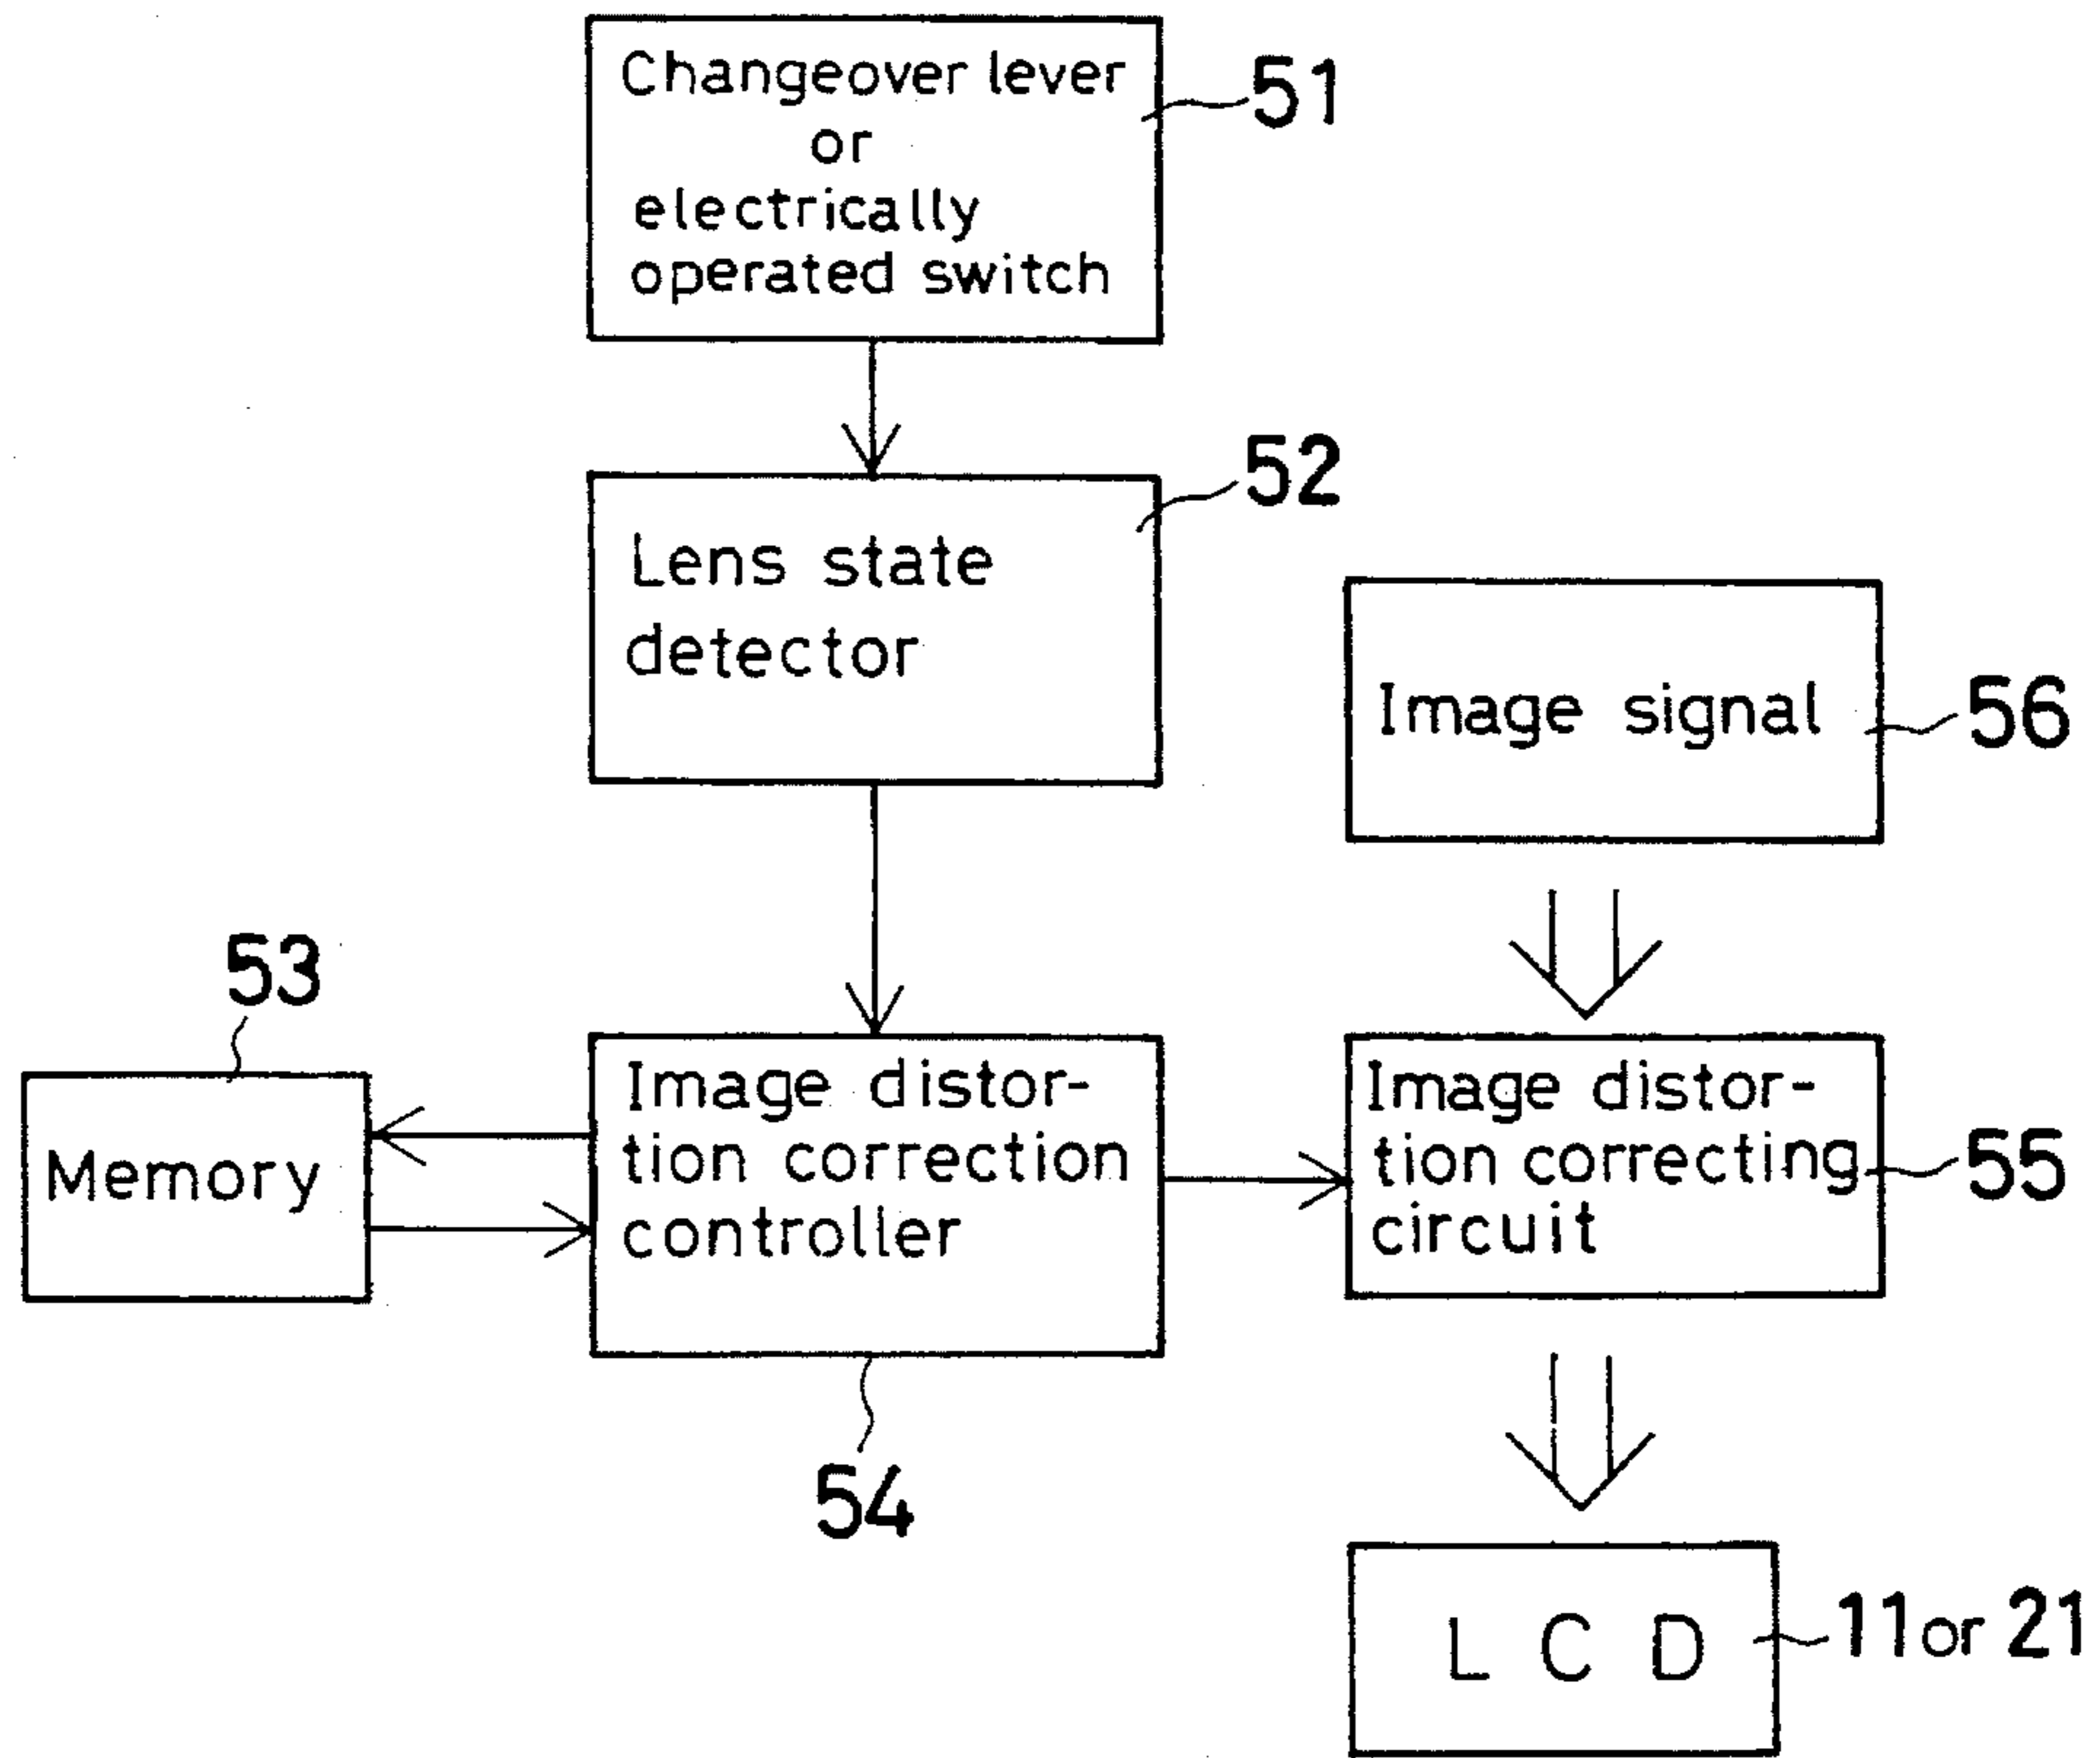 Changeover lever
or
electrically
operated switch
51
Lens state
detector
52
Image signal
56
53
Memory
Image distor-
tion correction
controller
54
Image distor-
tion correcting
circuit
55
LCD
11 or 21